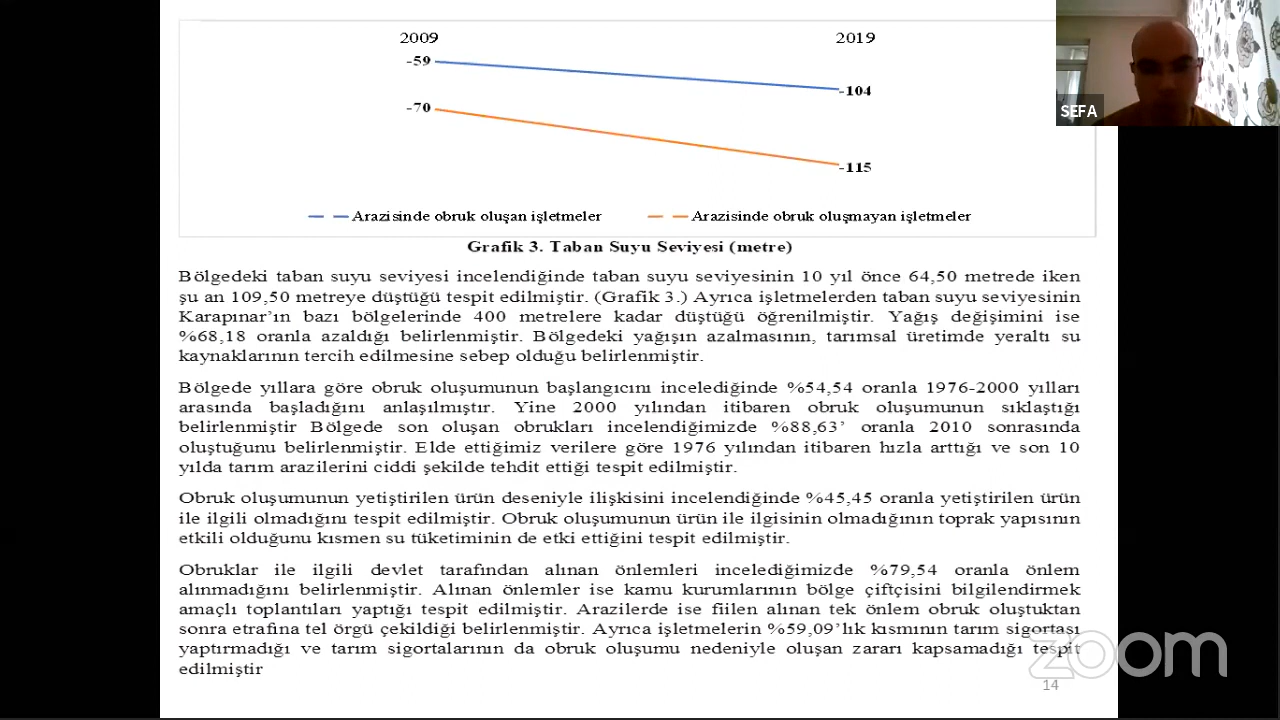 2009
2019
-59
-104
-70
-115
Arazisinde obruk oluşan işletmeler
Arazisinde obruk oluşmayan işletmeler
Grafik 3. Taban Suyu Seviyesi (metre)
Bölgedeki taban suyu seviyesi incelendiğinde taban suyu seviyesinin 10 yıl önce 64,50 metrede iken
şu an 109,50 metreye düştüğü tespit edilmiştir. (Grafik 3.) Ayrıca işletmelerden taban suyu seviyesinin
Karapınar’ın bazı bölgelerinde 400 metrelere kadar düştüğü öğrenilmiştir. Yağış değişimini ise
%68,18 oranla azaldığı belirlenmiştir. Bölgedeki yağışın azalmasının, tarımsal üretimde yeraltı su
kaynaklarının tercih edilmesine sebep olduğu belirlenmiştir.
Bölgede yıllara göre obruk oluşumunun başlangıcını incelediğinde %54,54 oranla 1976-2000 yılları
arasında başladığını anlaşılmıştır. Yine 2000 yılından itibaren obruk oluşumunun sıklaştığı
belirlenmiştir Bölgede son oluşan obrukları incelendiğimizde %88,63’ oranla 2010 sonrasında
oluştuğunu belirlenmiştir. Elde ettiğimiz verilere göre 1976 yılından itibaren hızla arttığı ve son 10
yılda tarım arazilerini ciddi şekilde tehdit ettiği tespit edilmiştir.
Obruk oluşumunun yetiştirilen ürün deseniyle ilişkisini incelendiğinde %45,45 oranla yetiştirilen ürün
ile ilgili olmadığını tespit edilmiştir. Obruk oluşumunun ürün ile ilgisinin olmadığının toprak yapısının
etkili olduğunu kısmen su tüketiminin de etki ettiğini tespit edilmiştir.
Obruklar ile ilgili devlet tarafından alınan önlemleri incelediğimizde %79,54 oranla önlem
alınmadığını belirlenmiştir. Alınan önlemler ise kamu kurumlarının bölge çiftçisini bilgilendirmek
amaçlı toplantıları yaptığı tespit edilmiştir. Arazilerde ise fiilen alınan tek önlem obruk oluştuktan
sonra etrafına tel örgü çekildiği belirlenmiştir. Ayrıca işletmelerin %59,09’lık kısmının tarım sigortası
yaptırmadığı ve tarım sigortalarının da obruk oluşumu nedeniyle oluşan zararı kapsamadığı tespit
edilmiştir
14
SEFA
zoom